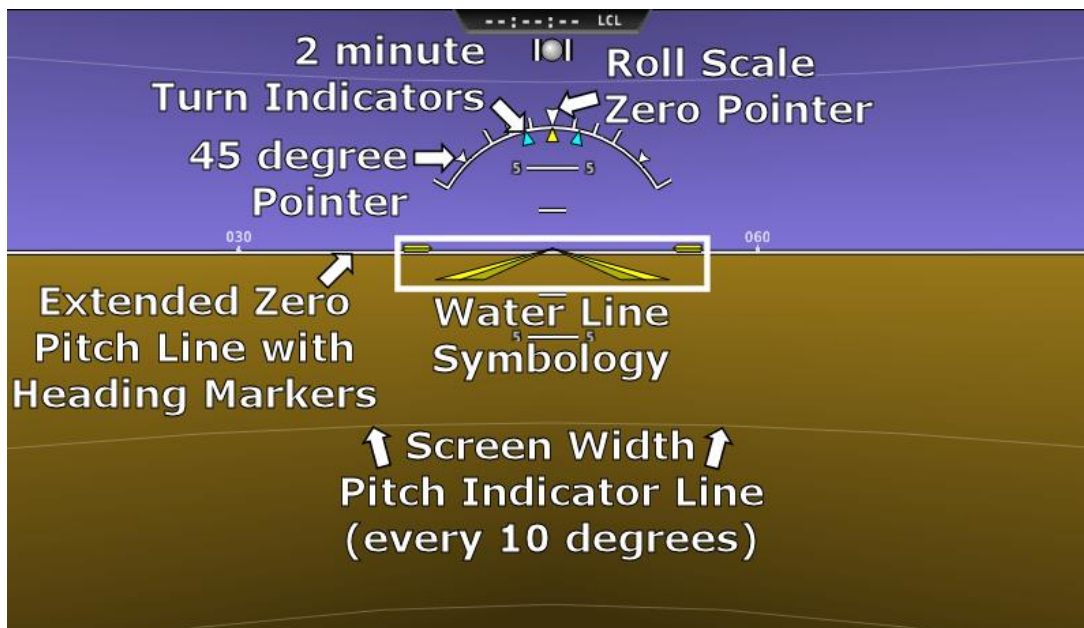 --:--:-- LCL
2 minute
Turn Indicators
Roll Scale
Zero Pointer
45 degree
Pointer
5 5
030
060
Extended Zero
Pitch Line with
Heading Markers
Water Line
5 5
Symbology
Screen Width
Pitch Indicator Line
(every 10 degrees)